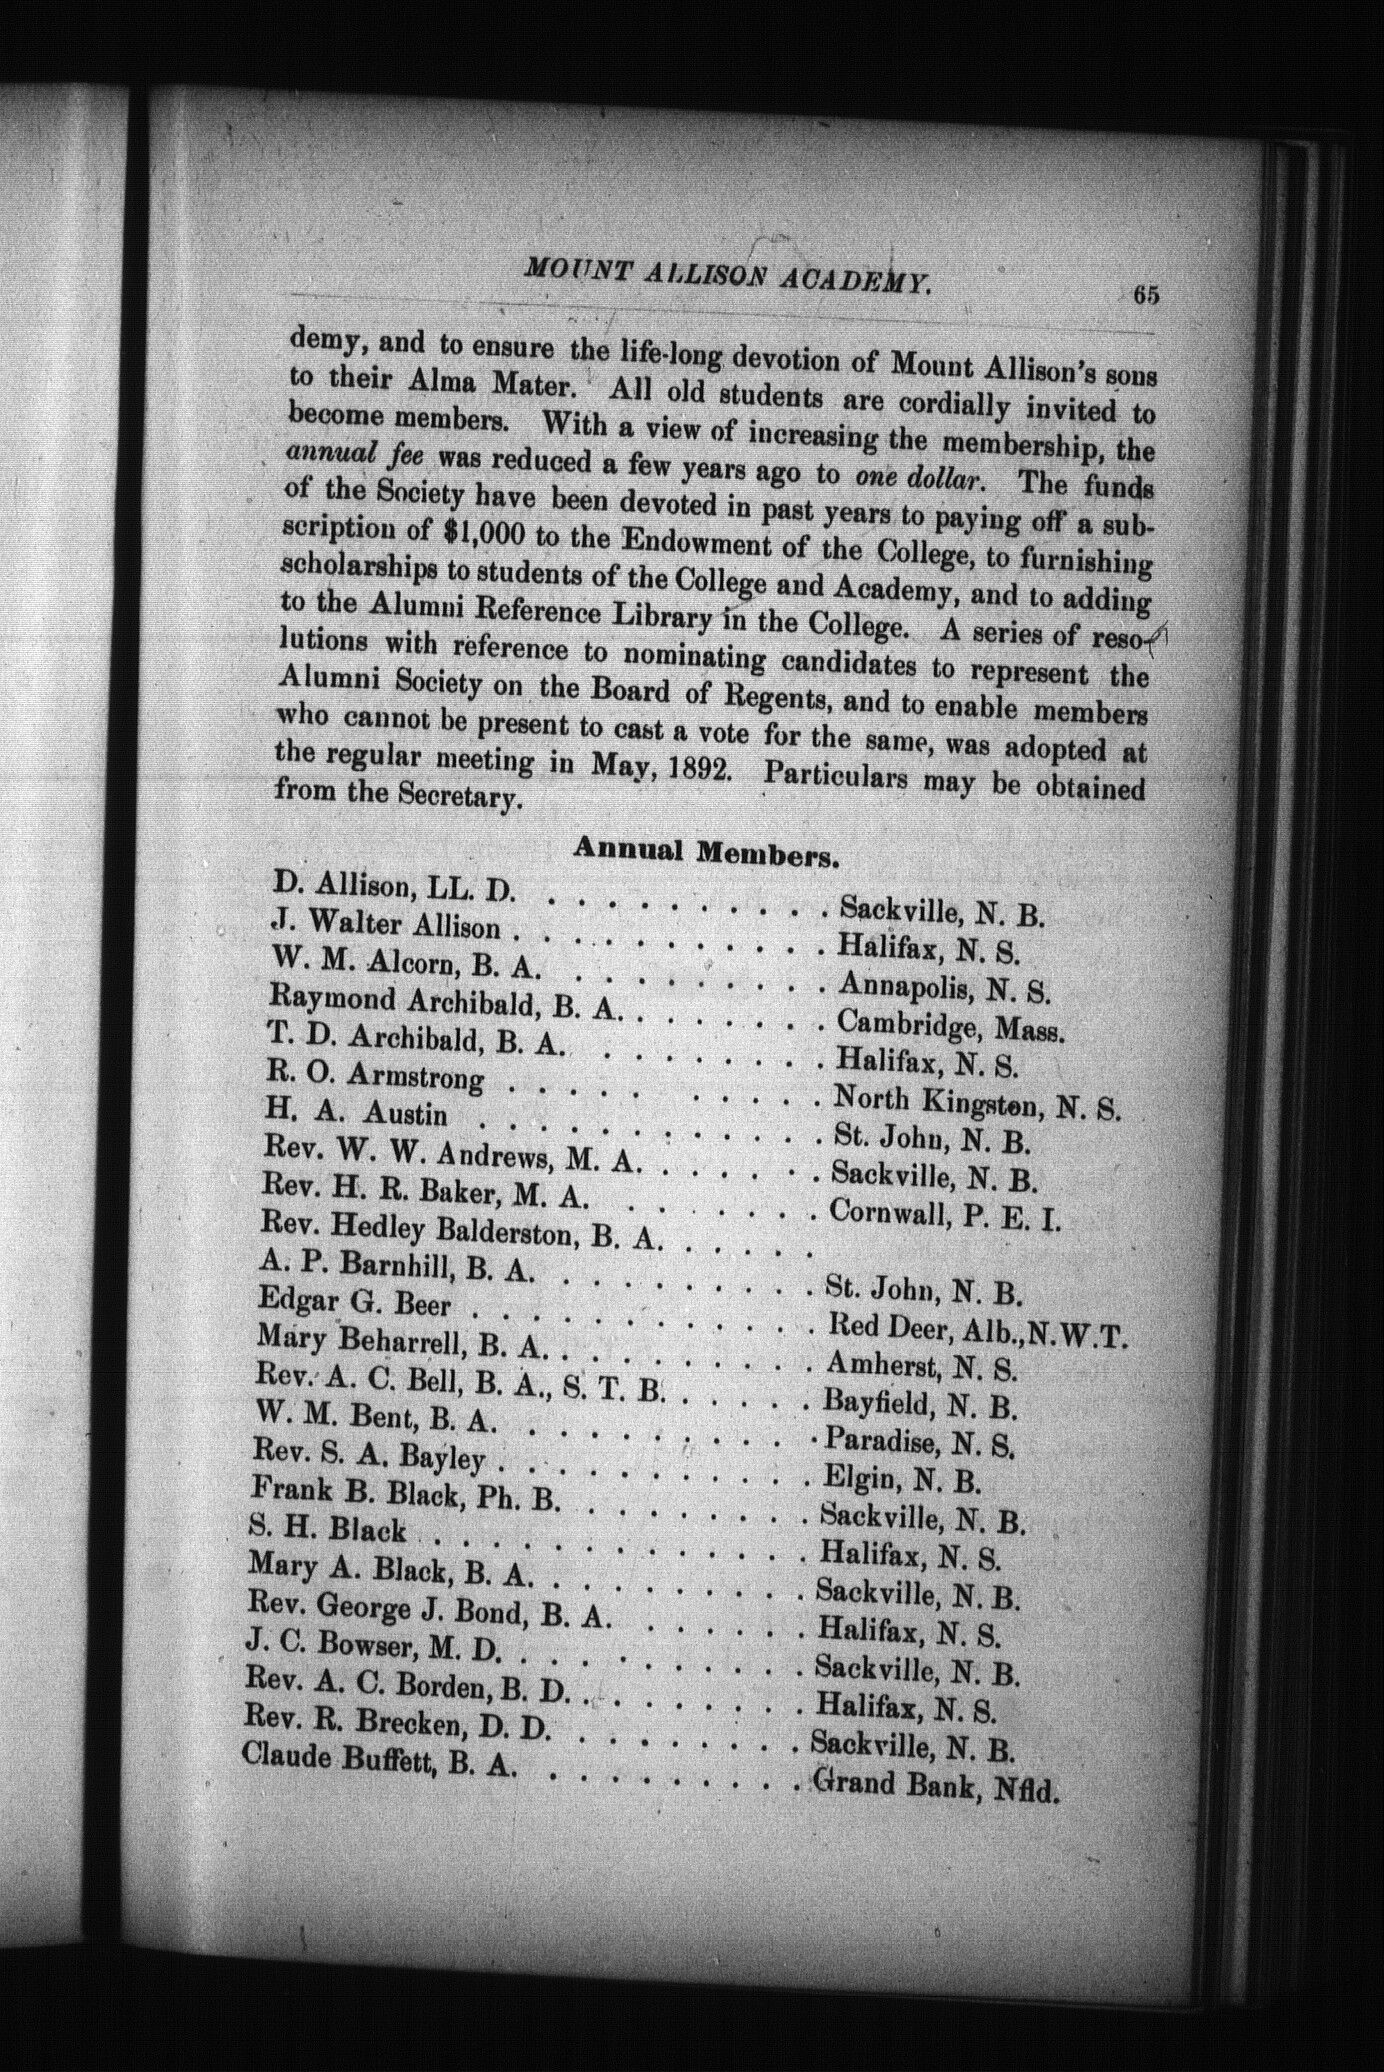 MOUNT ALLISON ACADEMY. 65
demy, and to ensure the life-long devotion of Mount Allison's sons
to their Alma Mater. All old students are cordially invited to
become members. With a view of increasing the membership, the
annual fee was reduced a few years ago to one dollar. The funds
of the Society have been devoted in past years to paying off a sub-
scription of $1,000 to the Endowment of the College, to furnishing
scholarships to students of the College and Academy, and to adding
to the Alumni Reference Library in the College. A series of reso-
lutions with reference to nominating candidates to represent the
Alumni Society on the Board of Regents, and to enable members
who cannot be present to cast a vote for the same, was adopted at
the regular meeting in May, 1892. Particulars may be obtained
from the Secretary.
Annual Members.
D. Allison, LL. D. . . . . . . . . . . Sackville, N. B.
J. Walter Allison . . . . . . . . . . . Halifax, N. S.
W. M. Alcorn, B. A. . . . . . . . . . Annapolis, N. S.
Raymond Archibald, B. A. . . . . . . . Cambridge, Mass.
T. D. Archibald, B. A. . . . . . . . . Halifax, N. S.
R. O. Armstrong . . . . . . . . . . North Kingston, N. S.
H. A. Austin . . . . . . . . . . . . St. John, N. B.
Rev. W. W. Andrews, M. A. . . . . . . Sackville, N. B.
Rev. H. R. Baker, M. A. . . . . . . . Cornwall, P. E. I.
Rev. Hedley Balderston, B. A. . . . . .
A. P. Barnhill, B. A. . . . . . . . . . St. John, N. B.
Edgar G. Beer . . . . . . . . . . . . Red Deer, Alb., N.W.T.
Mary Beharrell, B. A. . . . . . . . . . Amherst, N. S.
Rev. A. C. Bell, B. A., S. T. B. . . . . . Bayfield, N. B.
W. M. Bent, B. A. . . . . . . . . . . Paradise, N. S.
Rev. S. A. Bayley . . . . . . . . . . . Elgin, N. B.
Frank B. Black, Ph. B. . . . . . . . . Sackville, N. B.
S. H. Black . . . . . . . . . . . . . Halifax, N. S.
Mary A. Black, B. A. . . . . . . . . . Sackville, N. B.
Rev. George J. Bond, B. A. . . . . . . Halifax, N. S.
J. C. Bowser, M. D. . . . . . . . . . . Sackville, N. B.
Rev. A. C. Borden, B. D. . . . . . . . . Halifax, N. S.
Rev. R. Brecken, D. D. . . . . . . . . Sackville, N. B.
Claude Buffett, B. A. . . . . . . . . . Grand Bank, Nfld.